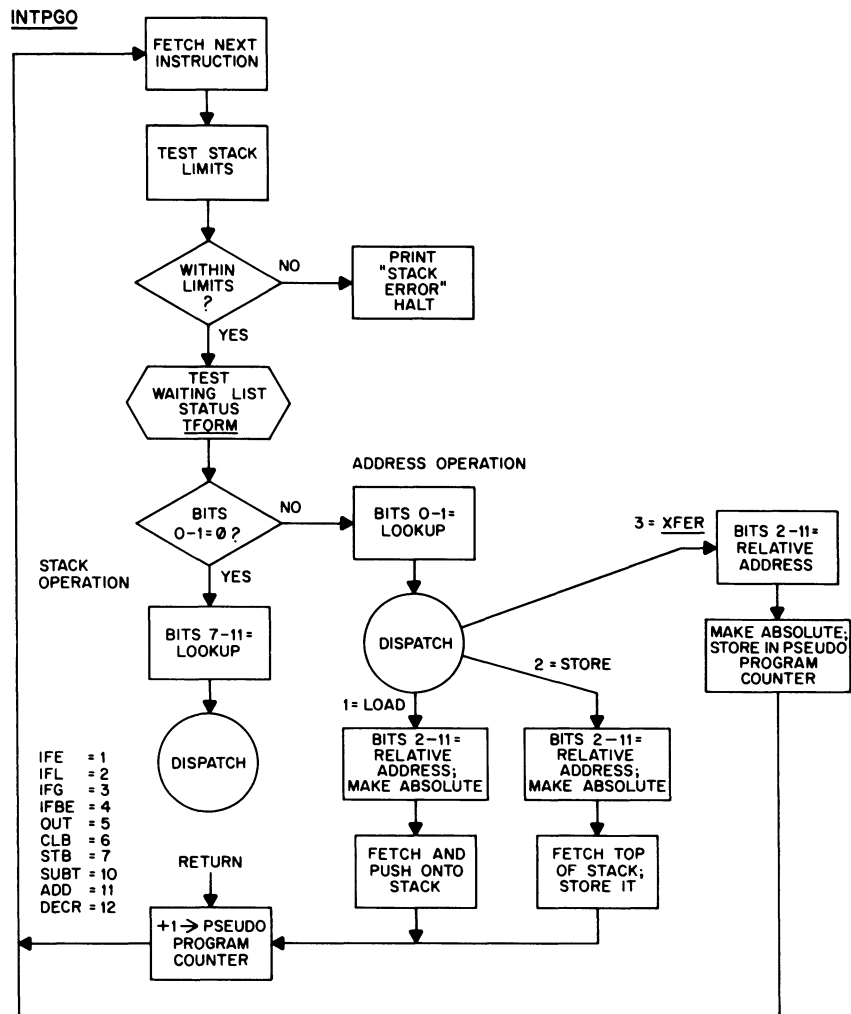 INTPGO
FETCH NEXT
INSTRUCTION
TEST STACK
LIMITS
WITHIN
LIMITS
?
NO
PRINT
"STACK
ERROR"
HALT
YES
TEST
WAITING LIST
STATUS
TFORM
ADDRESS OPERATION
BITS
0-1=Ø?
NO
BITS 0-1=
LOOKUP
3 = XFER
BITS 2-11=
RELATIVE
ADDRESS
STACK
OPERATION
YES
BITS 7-11=
LOOKUP
DISPATCH
MAKE ABSOLUTE;
STORE IN PSEUDO
PROGRAM
COUNTER
2 = STORE
1= LOAD
DISPATCH
BITS 2-11=
RELATIVE
ADDRESS;
MAKE ABSOLUTE
BITS 2-11=
RELATIVE
ADDRESS;
MAKE ABSOLUTE
IFE = 1
IFL = 2
IFG = 3
IFBE = 4
OUT = 5
CLB = 6
STB = 7
SUBT = 10
ADD = 11
DECR = 12
RETURN
FETCH AND
PUSH ONTO
STACK
FETCH TOP
OF STACK;
STORE IT
+1→PSEUDO
PROGRAM
COUNTER